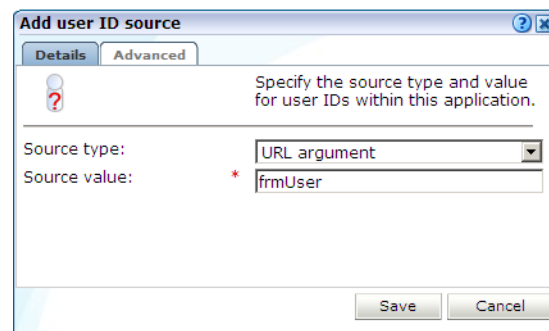 Add user ID source
Details Advanced
Specify the source type and value
for user IDs within this application.
Source type: URL argument
Source value: * frmUser
Save Cancel